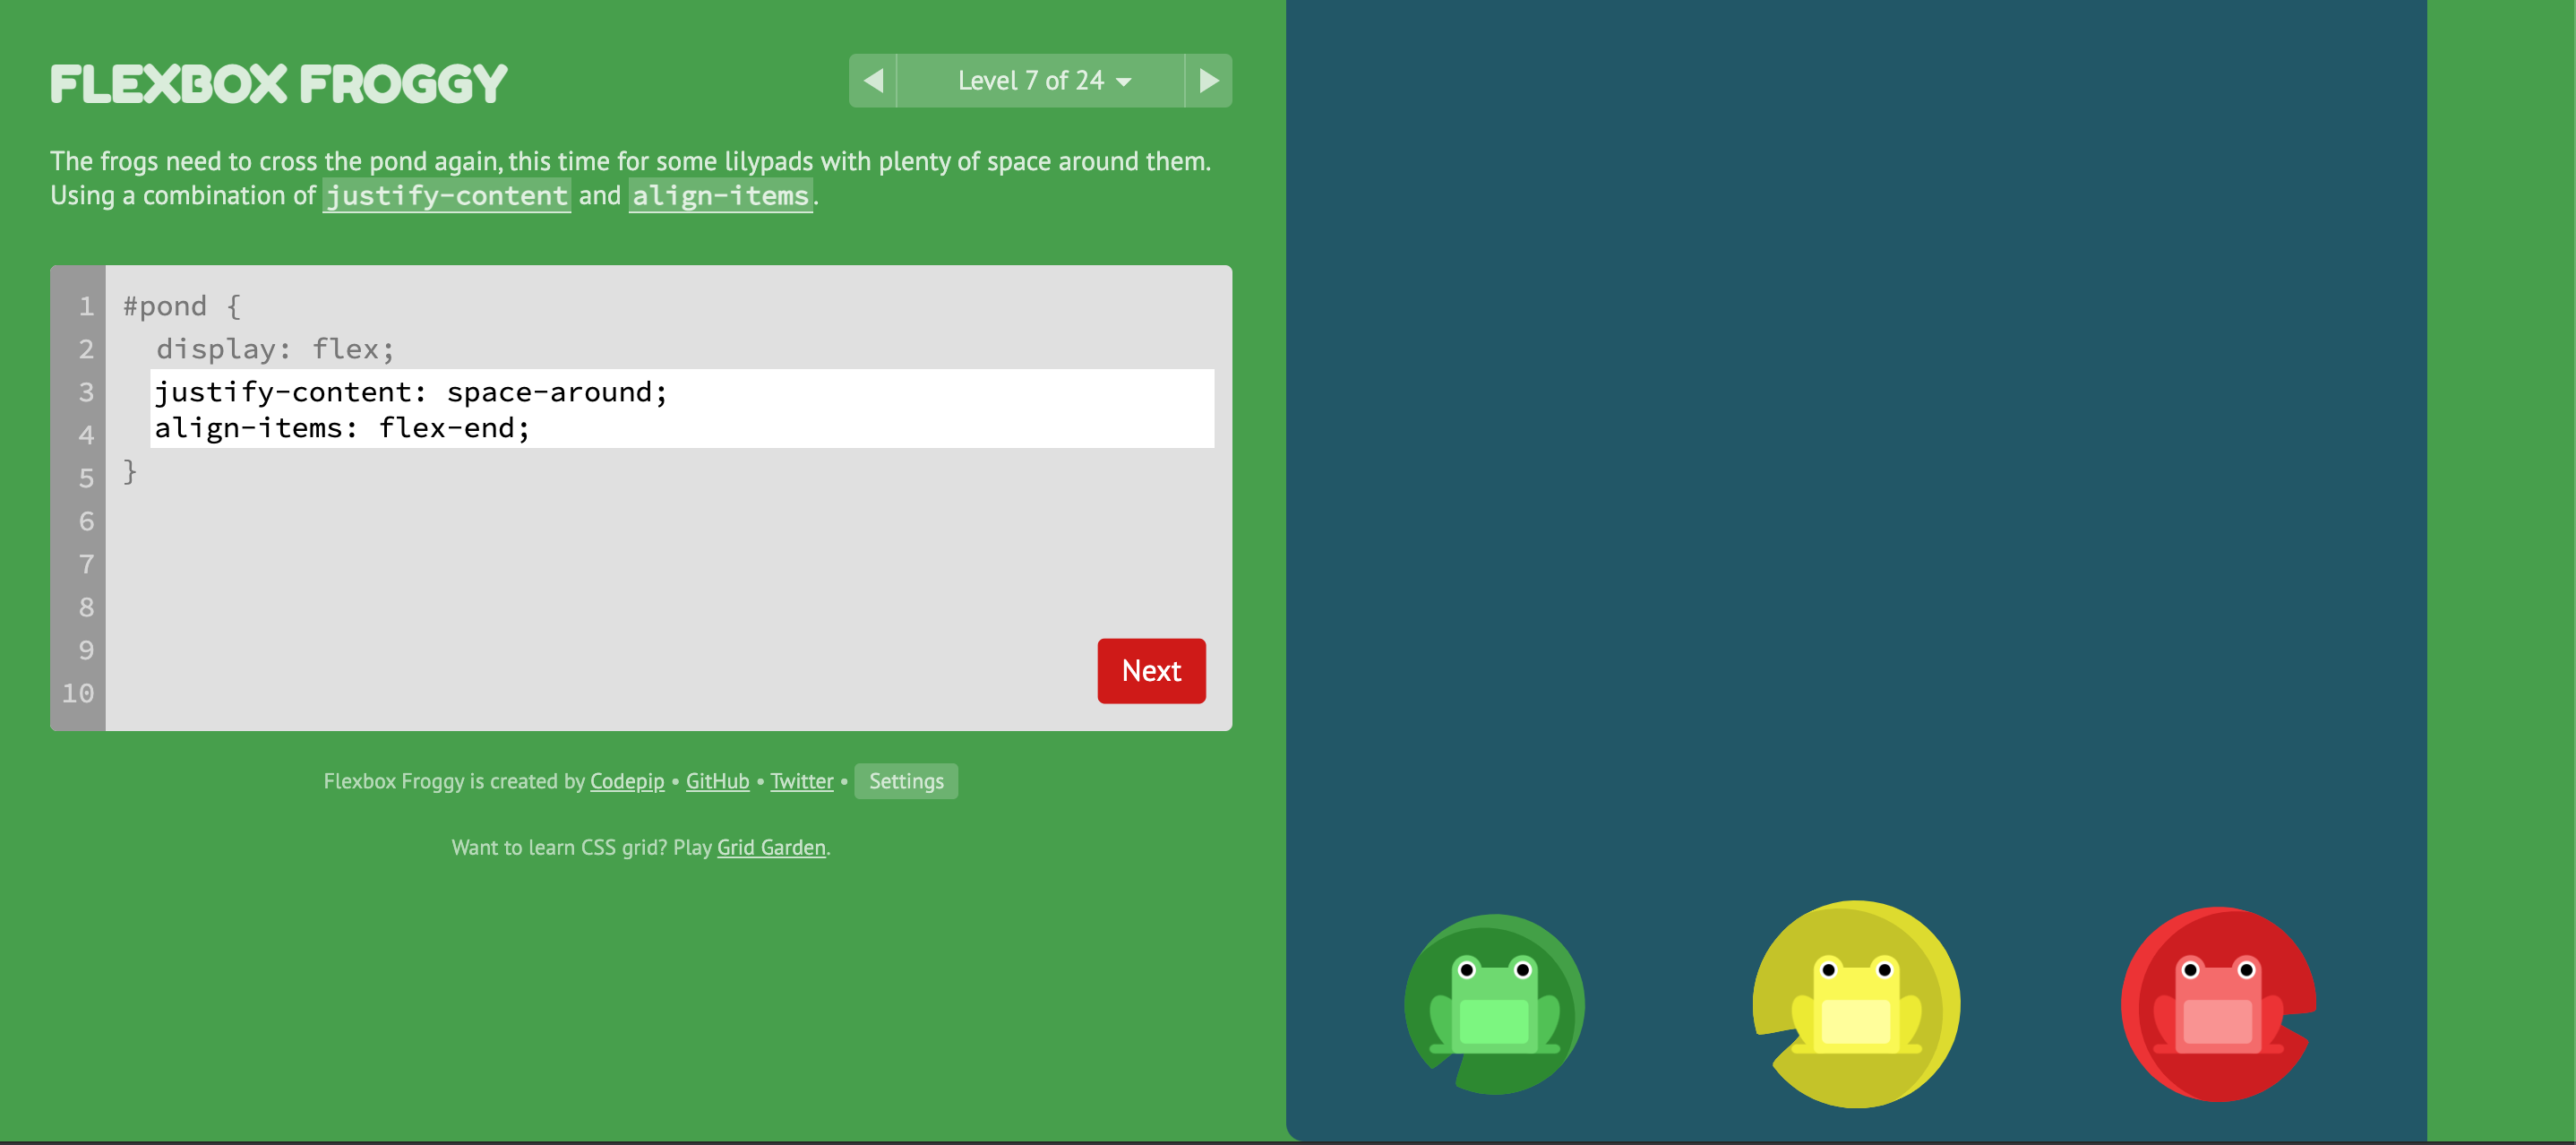 FLEXBOX FROGGY
Level 7 of 24
The frogs need to cross the pond again, this time for some lilypads with plenty of space around them.
Using a combination of justify-content and align-items.
1 #pond {
2 display: flex;
3 justify-content: space-around;
4 align-items: flex-end;
5 }
6
7
8
9
10
Next
Flexbox Froggy is created by Codepip • GitHub • Twitter • Settings
Want to learn CSS grid? Play Grid Garden.